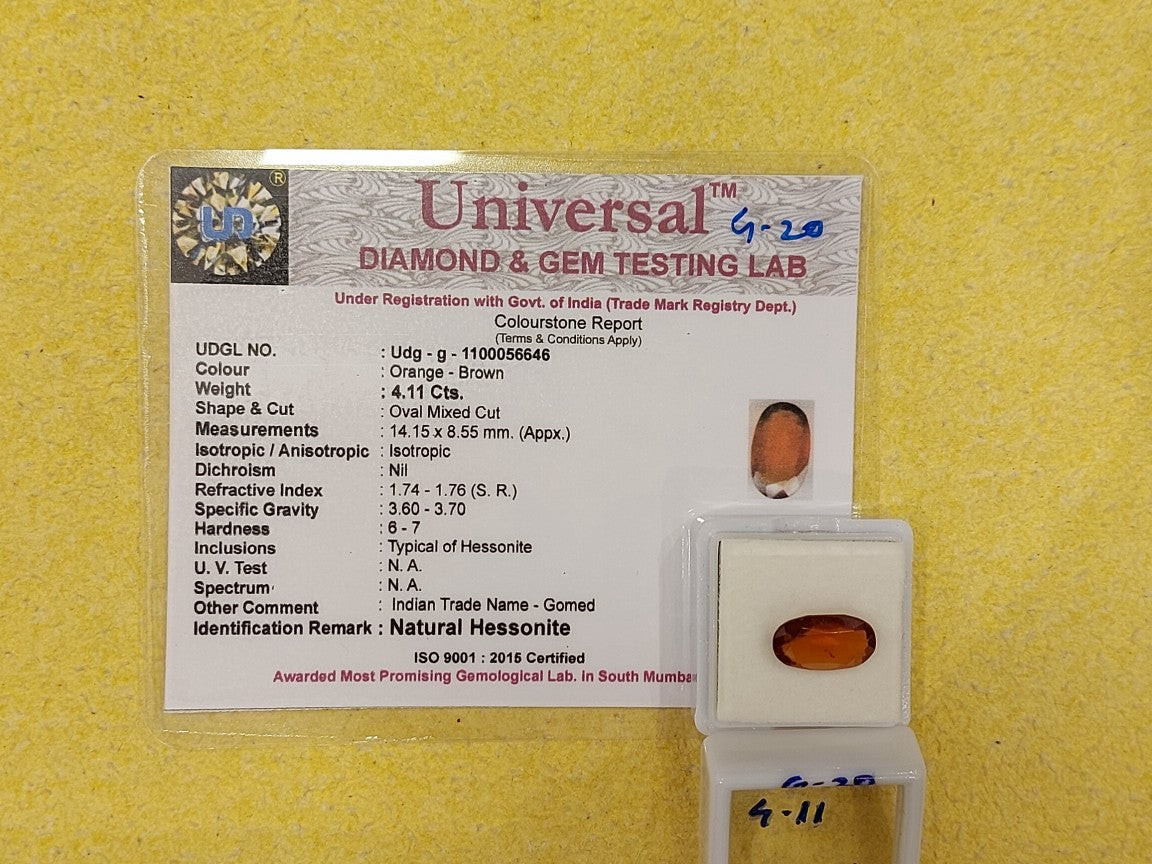 UD ®
Universal™
G-20
DIAMOND & GEM TESTING LAB
Under Registration with Govt. of India (Trade Mark Registry Dept.)
Colourstone Report
(Terms & Conditions Apply)
UDGL NO. : Udg - g - 1100056646
Colour : Orange - Brown
Weight : 4.11 Cts.
Shape & Cut : Oval Mixed Cut
Measurements : 14.15 x 8.55 mm. (Appx.)
Isotropic / Anisotropic : Isotropic
Dichroism : Nil
Refractive Index : 1.74 - 1.76 (S. R.)
Specific Gravity : 3.60 - 3.70
Hardness : 6 - 7
Inclusions : Typical of Hessonite
U. V. Test : N. A.
Spectrum : N. A.
Other Comment : Indian Trade Name - Gomed
Identification Remark : Natural Hessonite
ISO 9001 : 2015 Certified
Awarded Most Promising Gemological Lab. in South Mumba
G-20
4.11